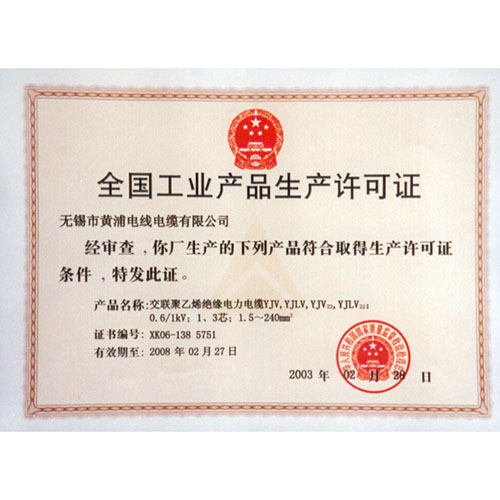 全国工业产品生产许可证
无锡市黄浦电线电缆有限公司
经审查，你厂生产的下列产品符合取得生产许可证
条件，特发此证。
产品名称：交联聚乙烯绝缘电力电缆YJV,YJLV,YJV₂₂,YJLV₂₂；
0.6/1kV；1、3芯；1.5～240mm²
证书编号：XK06-138 5751
有效期至：2008 年 02 月 27 日
2003 年 02 月 28 日